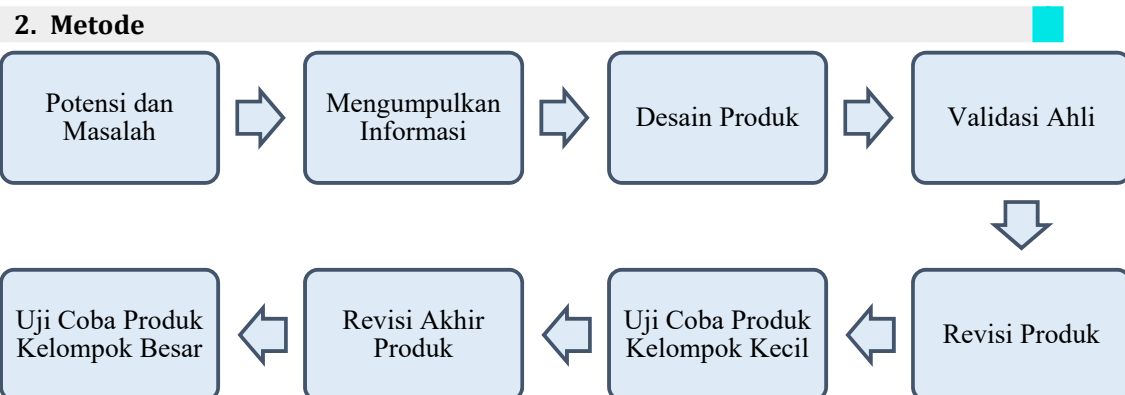 2. Metode
Potensi dan
Masalah
Mengumpulkan
Informasi
Desain Produk
Validasi Ahli
Revisi Produk
Uji Coba Produk
Kelompok Kecil
Revisi Akhir
Produk
Uji Coba Produk
Kelompok Besar